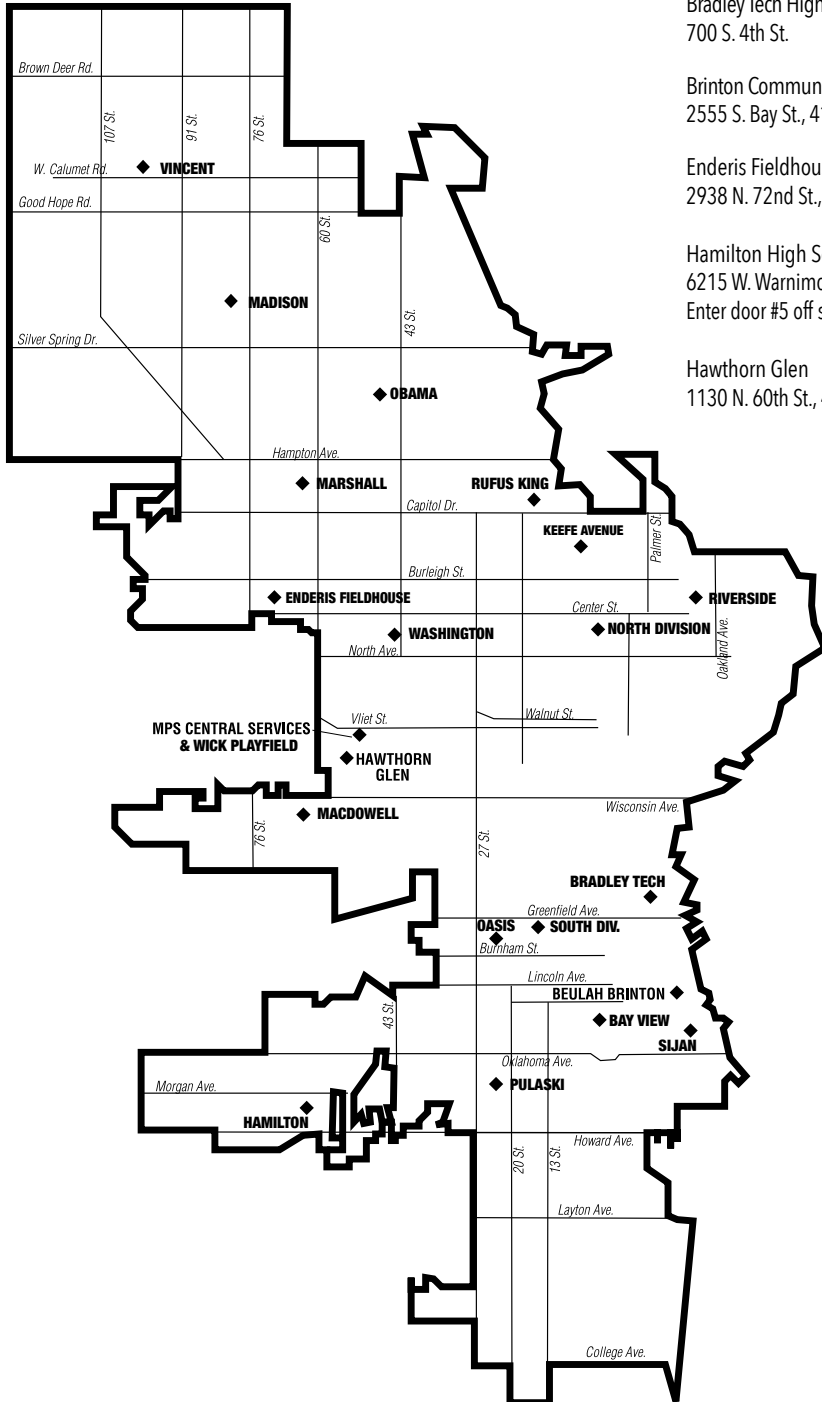 Bradley Tech High
700 S. 4th St.
Brinton Commun
2555 S. Bay St., 41
Enderis Fieldhous
2938 N. 72nd St.,
Hamilton High S
6215 W. Warnimo
Enter door #5 off s
Hawthorn Glen
1130 N. 60th St., 4
Brown Deer Rd.
107 St.
91 St.
76 St.
W. Calumet Rd.
VINCENT
Good Hope Rd.
60 St.
MADISON
43 St.
Silver Spring Dr.
OBAMA
Hampton Ave.
MARSHALL
RUFUS KING
Capitol Dr.
KEEFE AVENUE
Palmer St.
Burleigh St.
ENDERIS FIELDHOUSE
Center St.
RIVERSIDE
WASHINGTON
NORTH DIVISION
North Ave.
Oakland Ave.
Vliet St.
Walnut St.
MPS CENTRAL SERVICES
& WICK PLAYFIELD
HAWTHORN
GLEN
Wisconsin Ave.
MACDOWELL
76 St.
27 St.
BRADLEY TECH
Greenfield Ave.
OASIS
SOUTH DIV.
Burnham St.
Lincoln Ave.
BEULAH BRINTON
43 St.
BAY VIEW
SIJAN
Oklahoma Ave.
Morgan Ave.
PULASKI
HAMILTON
Howard Ave.
20 St.
13 St.
Layton Ave.
College Ave.